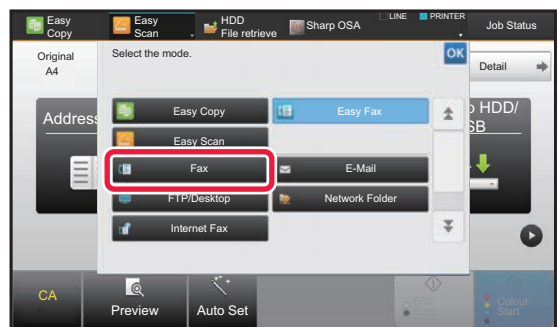 Easy
Copy
Easy
Scan
HDD
File retrieve
Sharp OSA
LINE
PRINTER
Job Status
Original
A4
Select the mode.
OK
Detail
Address
HDD/
SB
Easy Copy
Easy Fax
Easy Scan
Fax
E-Mail
FTP/Desktop
Network Folder
Internet Fax
CA
Preview
Auto Set
B/W
Start
Colour
Start